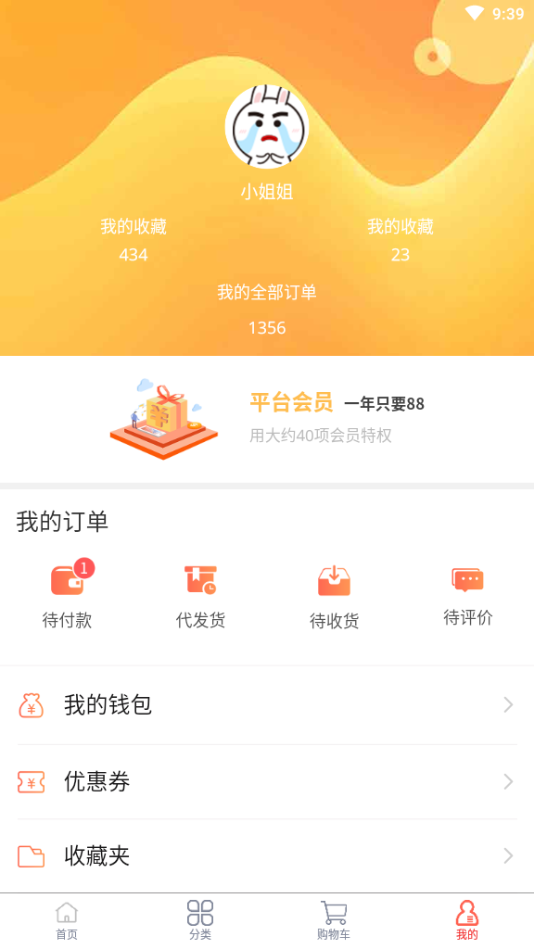 9:39
小姐姐
我的收藏
我的收藏
434
23
我的全部订单
1356
平台会员 一年只要88
用大约40项会员特权
我的订单
1
待付款
代发货
待收货
待评价
我的钱包
优惠券
收藏夹
首页
分类
购物车
我的